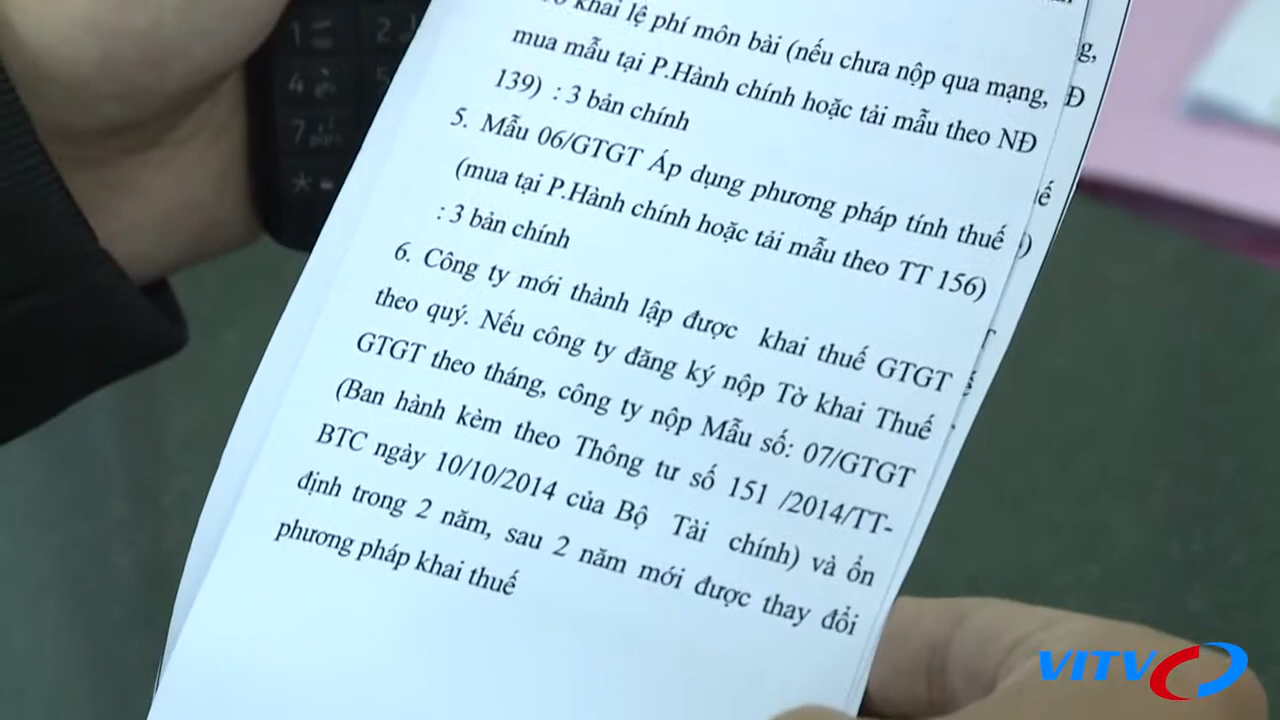 khai lệ phí môn bài (nếu chưa nộp qua mạng,
mua mẫu tại P.Hành chính hoặc tải mẫu theo NĐ
139) : 3 bản chính
5. Mẫu 06/GTGT Áp dụng phương pháp tính thuế
(mua tại P.Hành chính hoặc tải mẫu theo TT 156)
: 3 bản chính
6. Công ty mới thành lập được khai thuế GTGT
theo quý. Nếu công ty đăng ký nộp Tờ khai Thuế
GTGT theo tháng, công ty nộp Mẫu số: 07/GTGT
(Ban hành kèm theo Thông tư số 151 /2014/TT-
BTC ngày 10/10/2014 của Bộ Tài chính) và ổn
định trong 2 năm, sau 2 năm mới được thay đổi
phương pháp khai thuế
VITV